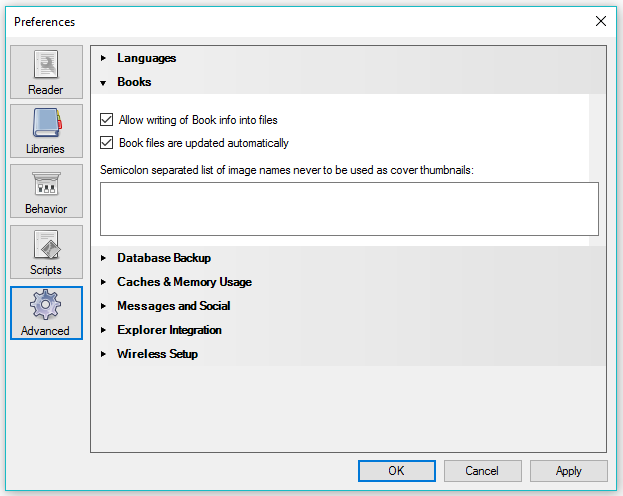 Preferences
Reader
Libraries
Behavior
Scripts
Advanced
Languages
Books
Allow writing of Book info into files
Book files are updated automatically
Semicolon separated list of image names never to be used as cover thumbnails:
Database Backup
Caches & Memory Usage
Messages and Social
Explorer Integration
Wireless Setup
OK
Cancel
Apply